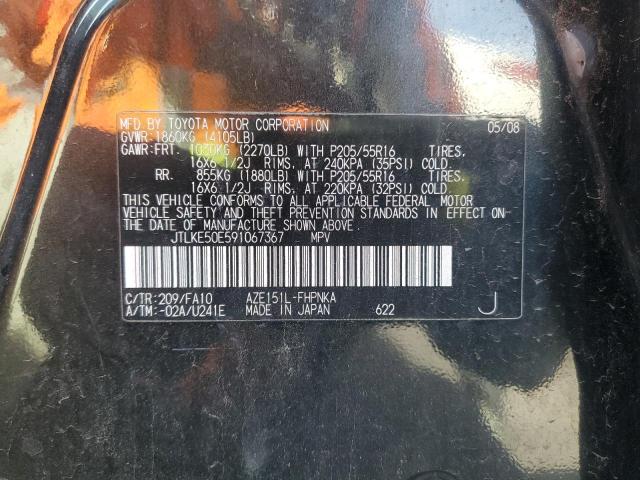 MFD.BY:TOYOTA MOTOR CORPORATION 05/08
GVWR:1860KG (4105LB)
GAWR:FRT 1030KG (2270LB) WITH P205/55R16 TIRES,
16X6 1/2J RIMS, AT 240KPA (35PSI) COLD.
RR. 855KG (1880LB) WITH P205/55R16 TIRES,
16X6 1/2J RIMS, AT 220KPA (32PSI) COLD.
THIS VEHICLE CONFORMS TO ALL APPLICABLE FEDERAL MOTOR
VEHICLE SAFETY AND THEFT PREVENTION STANDARDS IN EFFECT ON
THE DATE OF MANUFACTURE SHOWN ABOVE.
JTLKE50E591067367 MPV
C/TR:209/FA10 AZE151L-FHPNKA
A/TM:-02A/U241E MADE IN JAPAN 622 J